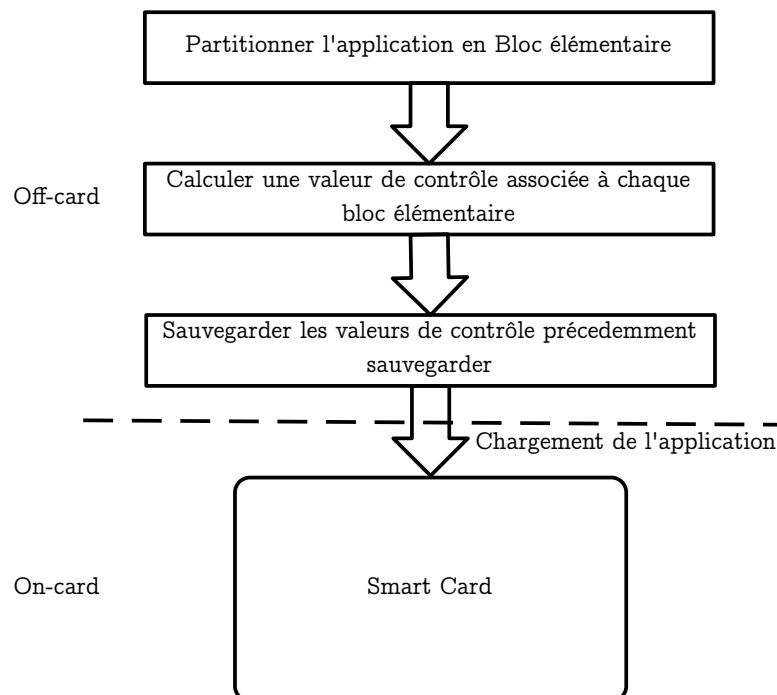 Partitionner l'application en Bloc élémentaire
Off-card
Calculer une valeur de contrôle associée à chaque
bloc élémentaire
Sauvegarder les valeurs de contrôle précedemment
sauvegarder
Chargement de l'application
On-card
Smart Card